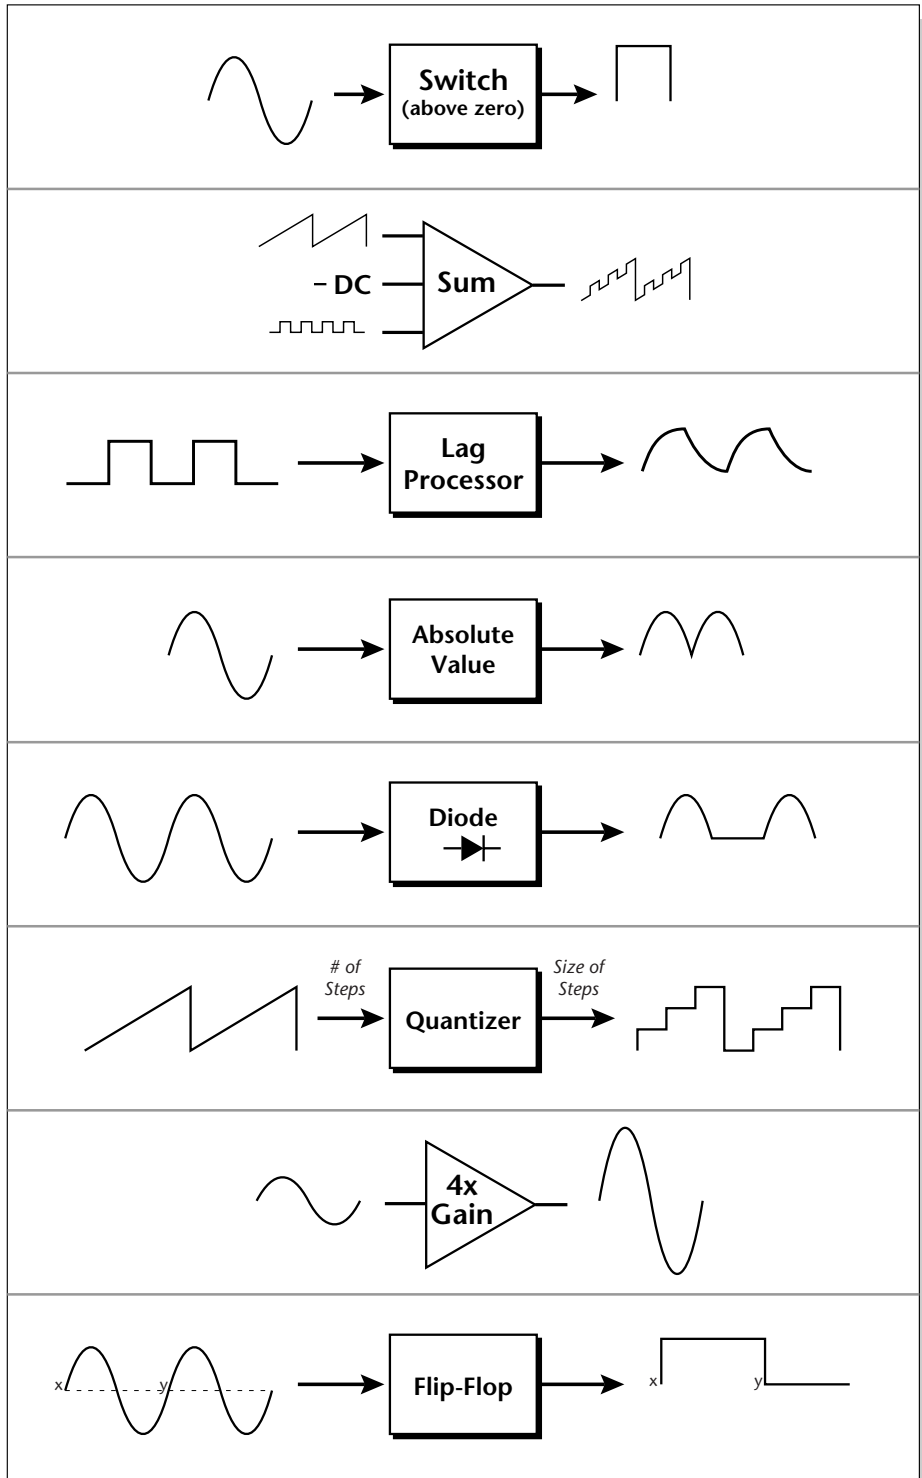 Switch
(above zero)
– DC
Sum
Lag
Processor
Absolute
Value
Diode
# of
Steps
Quantizer
Size of
Steps
4x
Gain
x
y
Flip-Flop
x
y